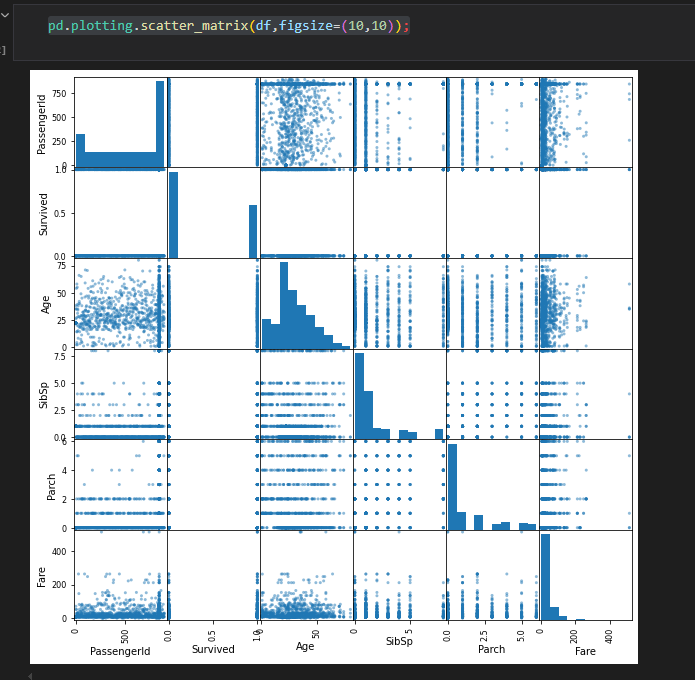 pd.plotting.scatter_matrix(df,figsize=(10,10));
]
PassengerId
750
500
250
0
Survived
1.0
0.5
0.0
Age
75
50
25
0
SibSp
7.5
5.0
2.5
0.0
Parch
6
4
2
0
Fare
400
200
0
0 500 0.0 0.5 1.0 0 50 0 5 0.0 2.5 5.0 0 200 400
PassengerId Survived Age SibSp Parch Fare